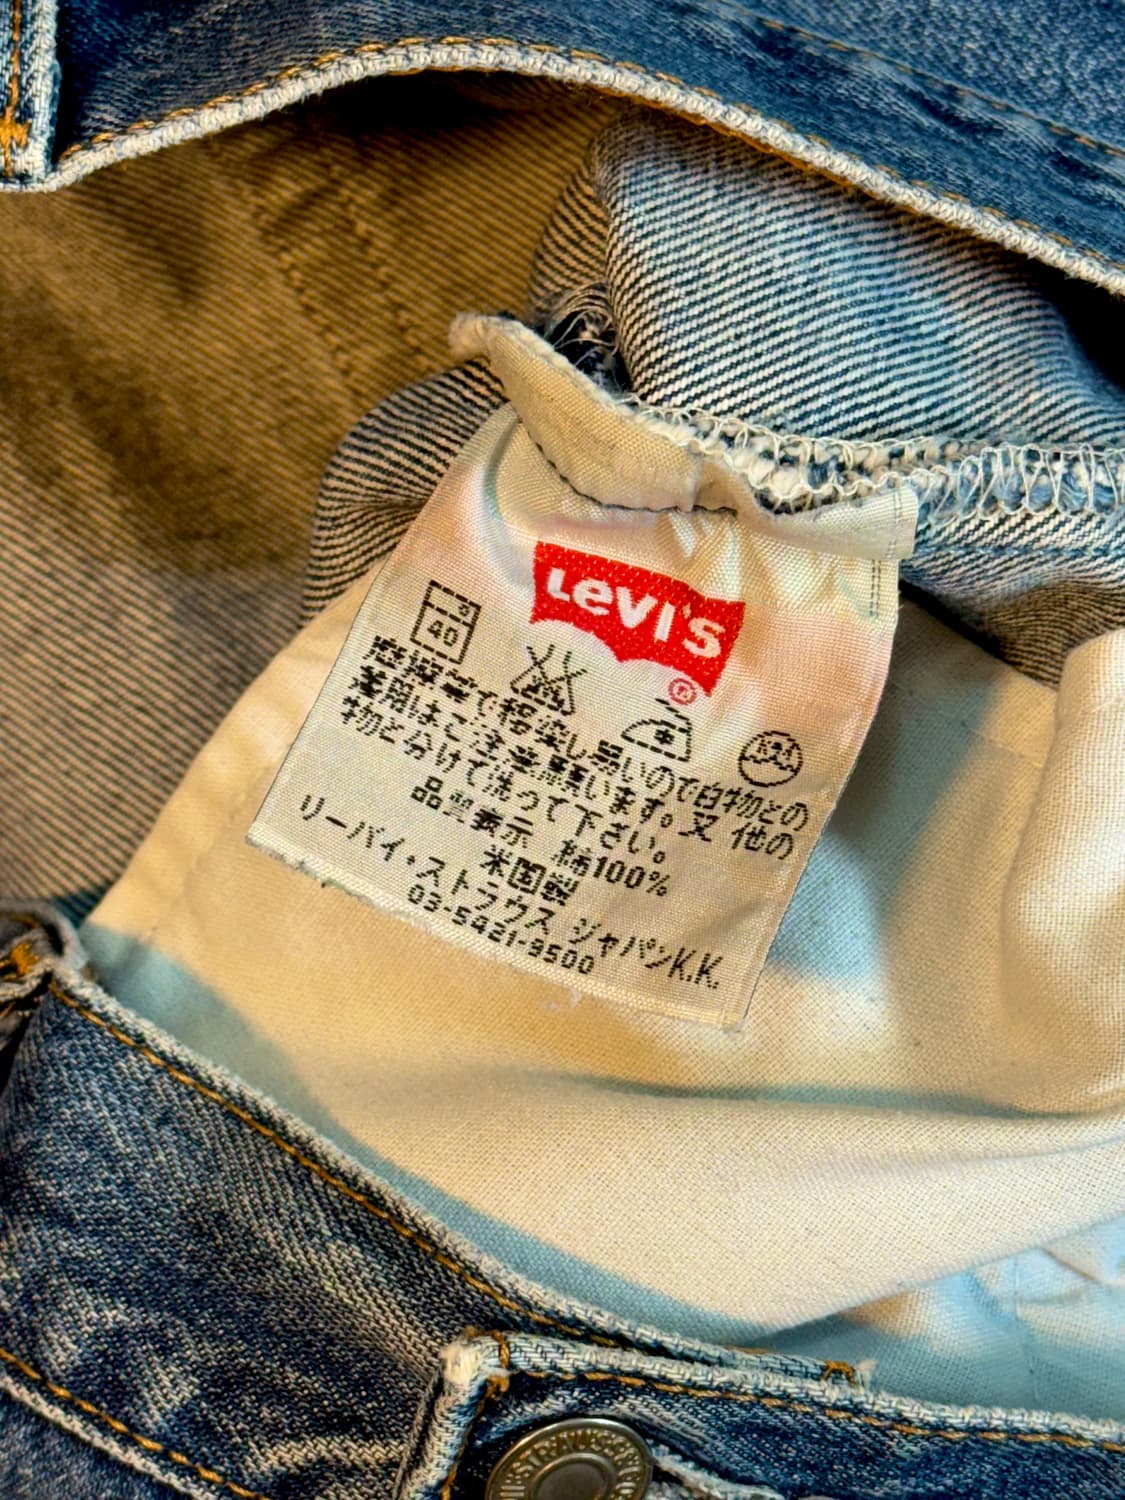 Levi's
®
40
摩擦等で移染し易いので白物との
着用はご注意願います。又 他の
物と分けて洗って下さい。
品質表示 綿100%
米国製
リーバイ・ストラウス ジャパンK.K.
03-5421-9500
STRAUSS